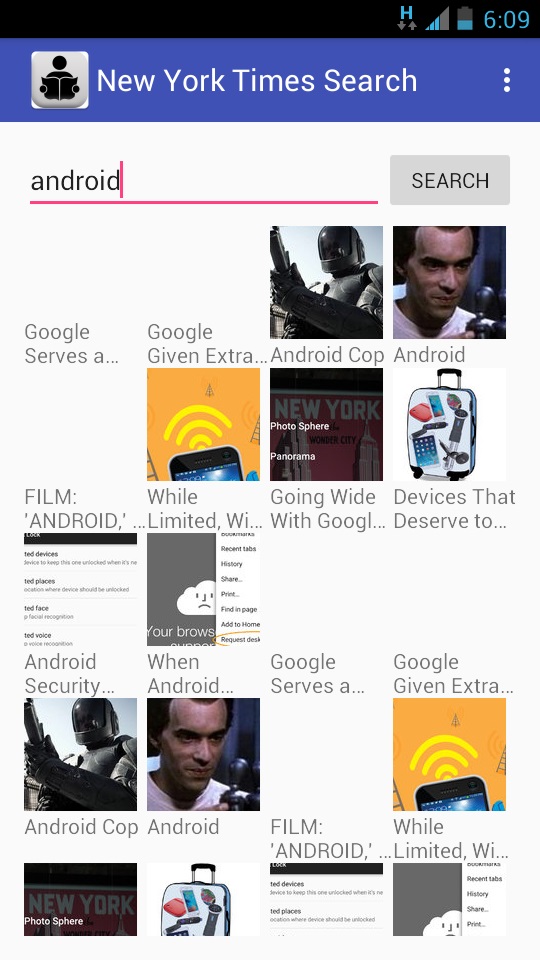 H 6:09
New York Times Search
android SEARCH
Google Serves a…
Google Given Extra…
Android Cop
Android
FILM: 'ANDROID,' …
NEW YORK
Photo Sphere
WONDER CITY
Panorama
While Limited, Wi…
Going Wide With Googl…
Devices That Deserve to…
Lock
ted devices
device to keep this one unlocked when it's ne
ted places
ocation where device should be unlocked
ted face
p facial recognition
ted voice
p voice recognition
Bookmarks
Recent tabs
History
Share…
Print…
Find in page
Add to Home
Request desk
Your brows
Android Security…
When Android…
Google Serves a…
Google Given Extra…
Android Cop
Android
FILM: 'ANDROID,' …
While Limited, Wi…
Photo Sphere
NEW YORK
Lock
ted devices
device to keep this one unlocked when it's ne
ted places
ocation where device should be unlocked
Bookmarks
Recent tabs
History
Share…
Print…